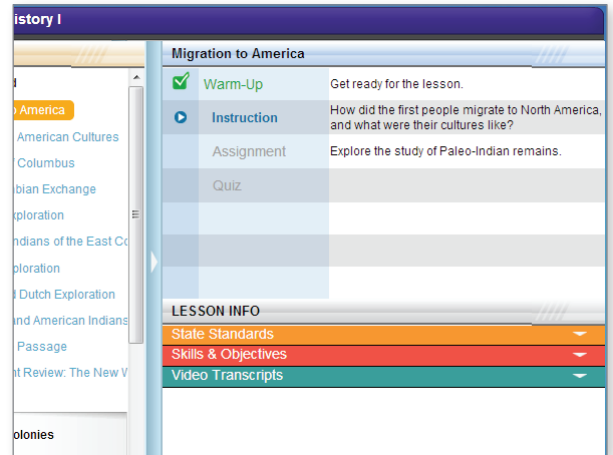 istory I
o America
American Cultures
Columbus
bian Exchange
xploration
ndians of the East Co
ploration
d Dutch Exploration
and American Indians
Passage
nt Review: The New W
olonies
Migration to America
Warm-Up
Get ready for the lesson.
Instruction
How did the first people migrate to North America,
and what were their cultures like?
Assignment
Explore the study of Paleo-Indian remains.
Quiz
LESSON INFO
State Standards
Skills & Objectives
Video Transcripts